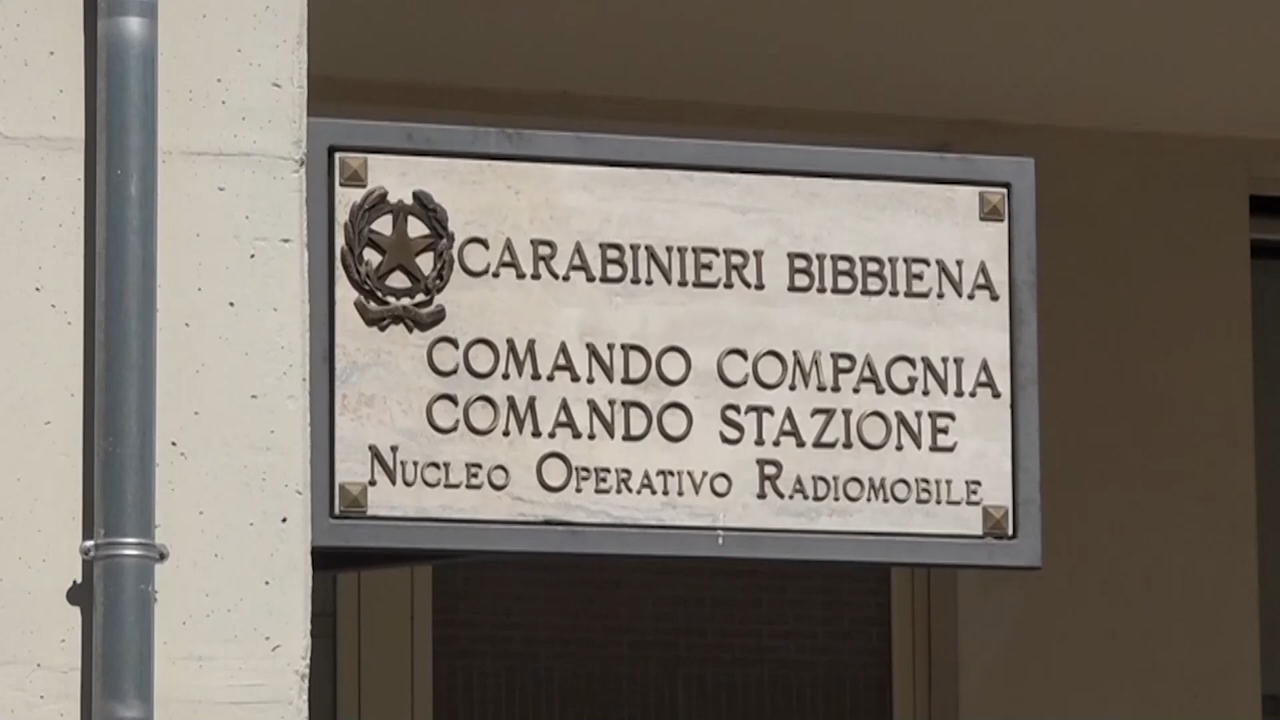 CARABINIERI BIBBIENA
COMANDO COMPAGNIA
COMANDO STAZIONE
NUCLEO OPERATIVO RADIOMOBILE